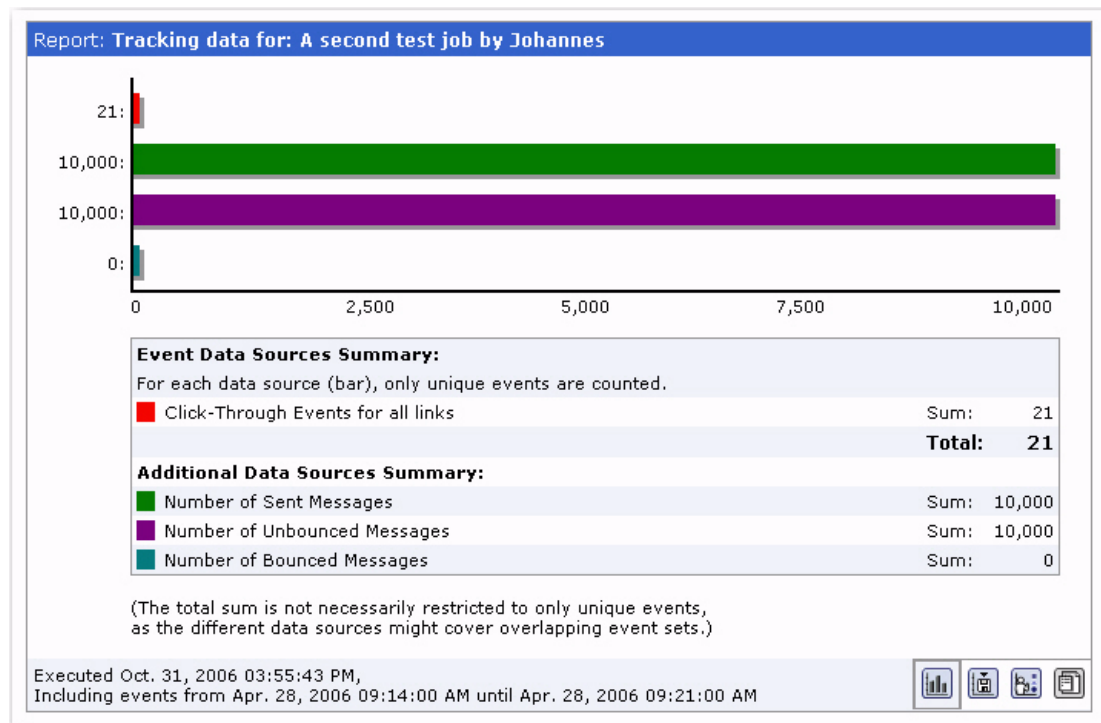 Report: Tracking data for: A second test job by Johannes
21:
10,000:
10,000:
0:
0 2,500 5,000 7,500 10,000
Event Data Sources Summary:
For each data source (bar), only unique events are counted.
Click-Through Events for all links Sum: 21
Total: 21
Additional Data Sources Summary:
Number of Sent Messages Sum: 10,000
Number of Unbounced Messages Sum: 10,000
Number of Bounced Messages Sum: 0
(The total sum is not necessarily restricted to only unique events,
as the different data sources might cover overlapping event sets.)
Executed Oct. 31, 2006 03:55:43 PM,
Including events from Apr. 28, 2006 09:14:00 AM until Apr. 28, 2006 09:21:00 AM